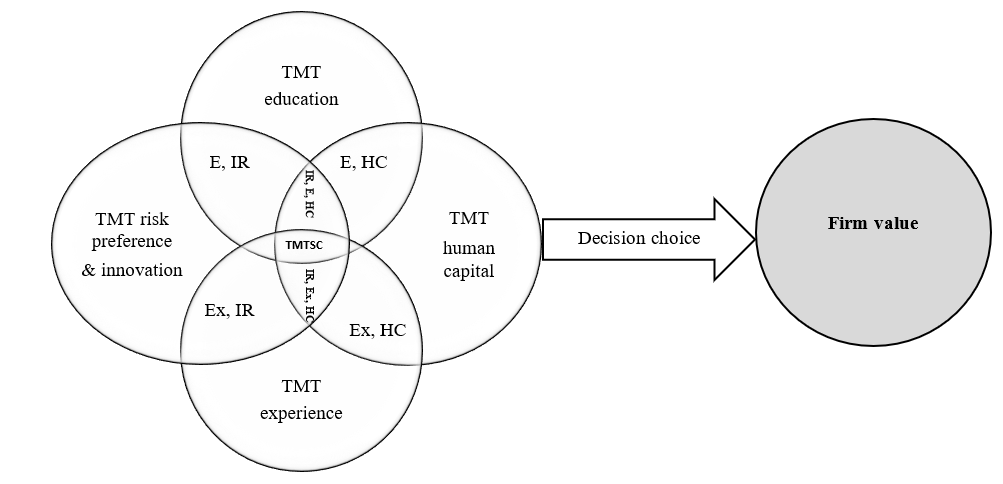 TMT
education
E, IR
E, HC
IR, E, HC
TMT risk
preference
& innovation
TMTSC
TMT
human
capital
IR, Ex, HC
Ex, IR
Ex, HC
TMT
experience
Decision choice
Firm value